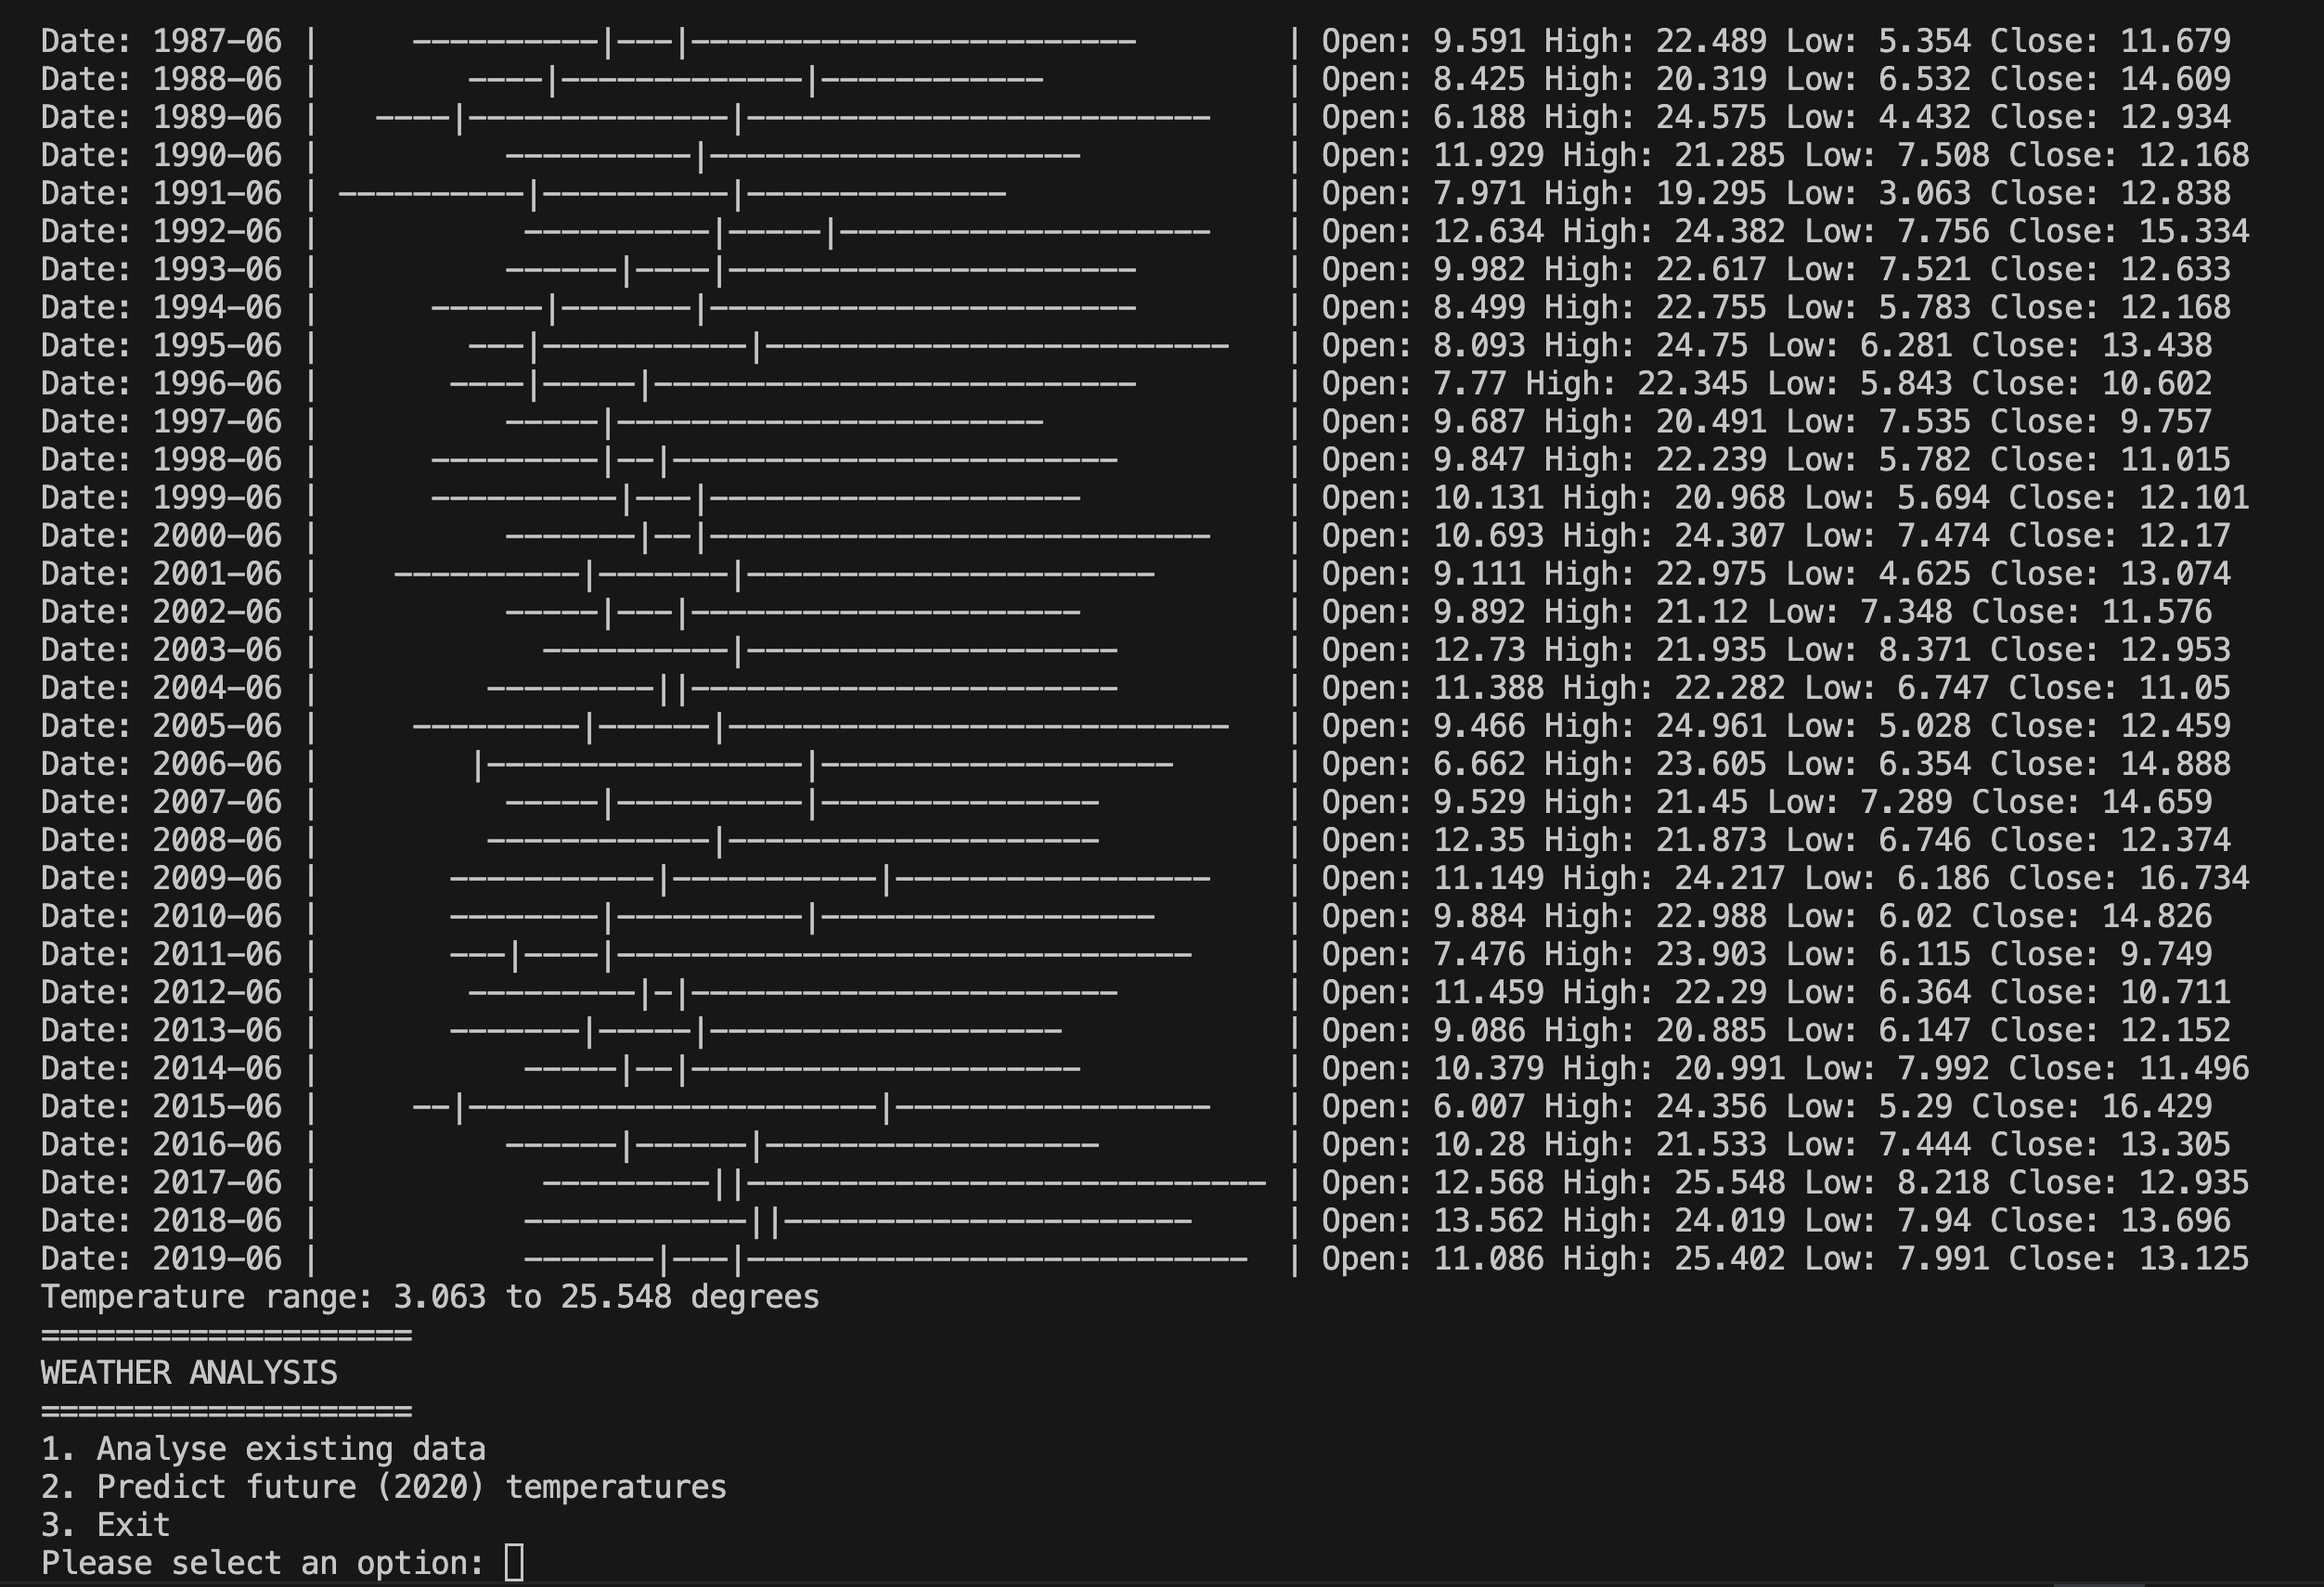 Date: 1987-06 |     ----------|---|------------------------        | Open: 9.591 High: 22.489 Low: 5.354 Close: 11.679
Date: 1988-06 |        ----|-------------|------------             | Open: 8.425 High: 20.319 Low: 6.532 Close: 14.609
Date: 1989-06 |   ----|--------------|-------------------------    | Open: 6.188 High: 24.575 Low: 4.432 Close: 12.934
Date: 1990-06 |          ----------|--------------------           | Open: 11.929 High: 21.285 Low: 7.508 Close: 12.168
Date: 1991-06 | ----------|----------|--------------               | Open: 7.971 High: 19.295 Low: 3.063 Close: 12.838
Date: 1992-06 |           ----------|-----|--------------------    | Open: 12.634 High: 24.382 Low: 7.756 Close: 15.334
Date: 1993-06 |          ------|----|----------------------        | Open: 9.982 High: 22.617 Low: 7.521 Close: 12.633
Date: 1994-06 |      ------|-------|-----------------------        | Open: 8.499 High: 22.755 Low: 5.783 Close: 12.168
Date: 1995-06 |        ---|-----------|-------------------------   | Open: 8.093 High: 24.75 Low: 6.281 Close: 13.438
Date: 1996-06 |       ----|-----|--------------------------        | Open: 7.77 High: 22.345 Low: 5.843 Close: 10.602
Date: 1997-06 |          -----|-----------------------             | Open: 9.687 High: 20.491 Low: 7.535 Close: 9.757
Date: 1998-06 |      ---------|--|------------------------         | Open: 9.847 High: 22.239 Low: 5.782 Close: 11.015
Date: 1999-06 |      ----------|---|--------------------           | Open: 10.131 High: 20.968 Low: 5.694 Close: 12.101
Date: 2000-06 |          -------|--|---------------------------    | Open: 10.693 High: 24.307 Low: 7.474 Close: 12.17
Date: 2001-06 |    ----------|-------|----------------------       | Open: 9.111 High: 22.975 Low: 4.625 Close: 13.074
Date: 2002-06 |          -----|---|---------------------           | Open: 9.892 High: 21.12 Low: 7.348 Close: 11.576
Date: 2003-06 |            ----------|--------------------         | Open: 12.73 High: 21.935 Low: 8.371 Close: 12.953
Date: 2004-06 |         ---------||-----------------------         | Open: 11.388 High: 22.282 Low: 6.747 Close: 11.05
Date: 2005-06 |     ---------|------|---------------------------   | Open: 9.466 High: 24.961 Low: 5.028 Close: 12.459
Date: 2006-06 |        |-----------------|-------------------      | Open: 6.662 High: 23.605 Low: 6.354 Close: 14.888
Date: 2007-06 |          -----|----------|---------------          | Open: 9.529 High: 21.45 Low: 7.289 Close: 14.659
Date: 2008-06 |         ------------|--------------------          | Open: 12.35 High: 21.873 Low: 6.746 Close: 12.374
Date: 2009-06 |       -----------|-----------|-----------------    | Open: 11.149 High: 24.217 Low: 6.186 Close: 16.734
Date: 2010-06 |       --------|----------|------------------       | Open: 9.884 High: 22.988 Low: 6.02 Close: 14.826
Date: 2011-06 |       ---|----|-------------------------------     | Open: 7.476 High: 23.903 Low: 6.115 Close: 9.749
Date: 2012-06 |        ---------|-|-----------------------         | Open: 11.459 High: 22.29 Low: 6.364 Close: 10.711
Date: 2013-06 |       -------|-----|-------------------            | Open: 9.086 High: 20.885 Low: 6.147 Close: 12.152
Date: 2014-06 |           -----|--|---------------------           | Open: 10.379 High: 20.991 Low: 7.992 Close: 11.496
Date: 2015-06 |     --|----------------------|-----------------    | Open: 6.007 High: 24.356 Low: 5.29 Close: 16.429
Date: 2016-06 |          ------|------|------------------          | Open: 10.28 High: 21.533 Low: 7.444 Close: 13.305
Date: 2017-06 |            ---------||---------------------------- | Open: 12.568 High: 25.548 Low: 8.218 Close: 12.935
Date: 2018-06 |           ------------||----------------------     | Open: 13.562 High: 24.019 Low: 7.94 Close: 13.696
Date: 2019-06 |           -------|---|---------------------------  | Open: 11.086 High: 25.402 Low: 7.991 Close: 13.125
Temperature range: 3.063 to 25.548 degrees
====================
WEATHER ANALYSIS
====================
1. Analyse existing data
2. Predict future (2020) temperatures
3. Exit
Please select an option: